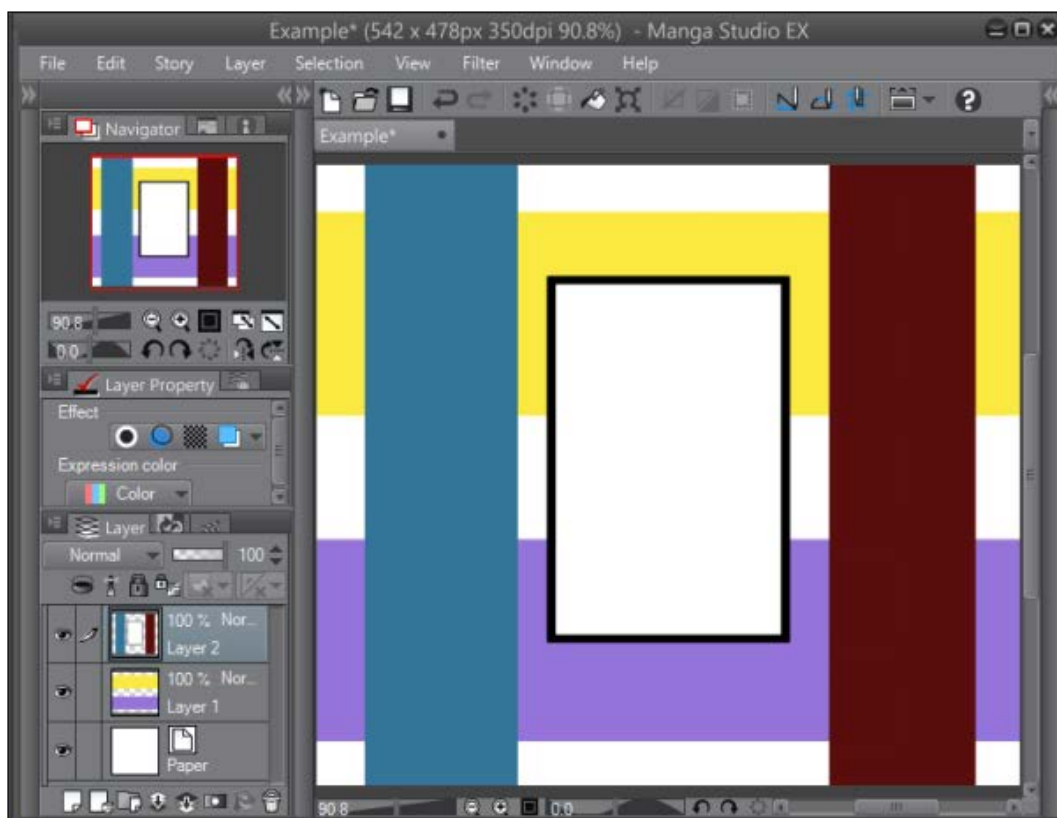 Example* (542 x 478px 350dpi 90.8%) - Manga Studio EX
File Edit Story Layer Selection View Filter Window Help
Example*
Navigator
90.8
0.0
Layer Property
Effect
Expression color
Color
Layer
Normal 100
100 % Nor...
Layer 2
100 % Nor...
Layer 1
Paper
90.8 0.0